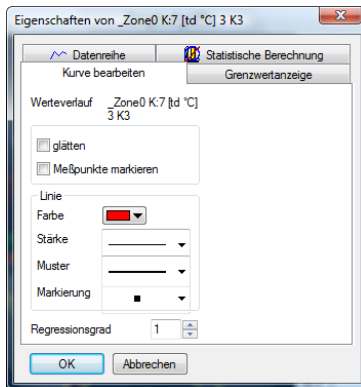 Eigenschaften von _Zone0 K:7 [td °C] 3 K3
Datenreihe
Statistische Berechnung
Kurve bearbeiten
Grenzwertanzeige
Werteverlauf _Zone0 K:7 [td °C]
3 K3
glätten
Meßpunkte markieren
Linie
Farbe
Stärke
Muster
Markierung
Regressionsgrad 1
OK
Abbrechen